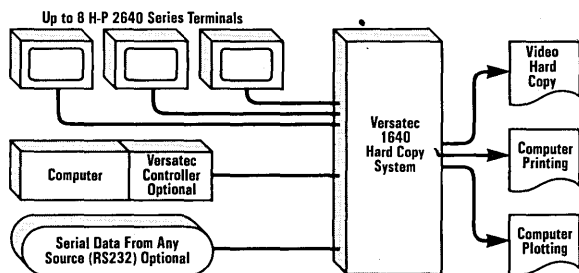 Up to 8 H-P 2640 Series Terminals
Computer
Versatec
Controller
Optional
Serial Data From Any
Source (RS232) Optional
Versatec
1640
Hard Copy
System
Video
Hard
Copy
Computer
Printing
Computer
Plotting